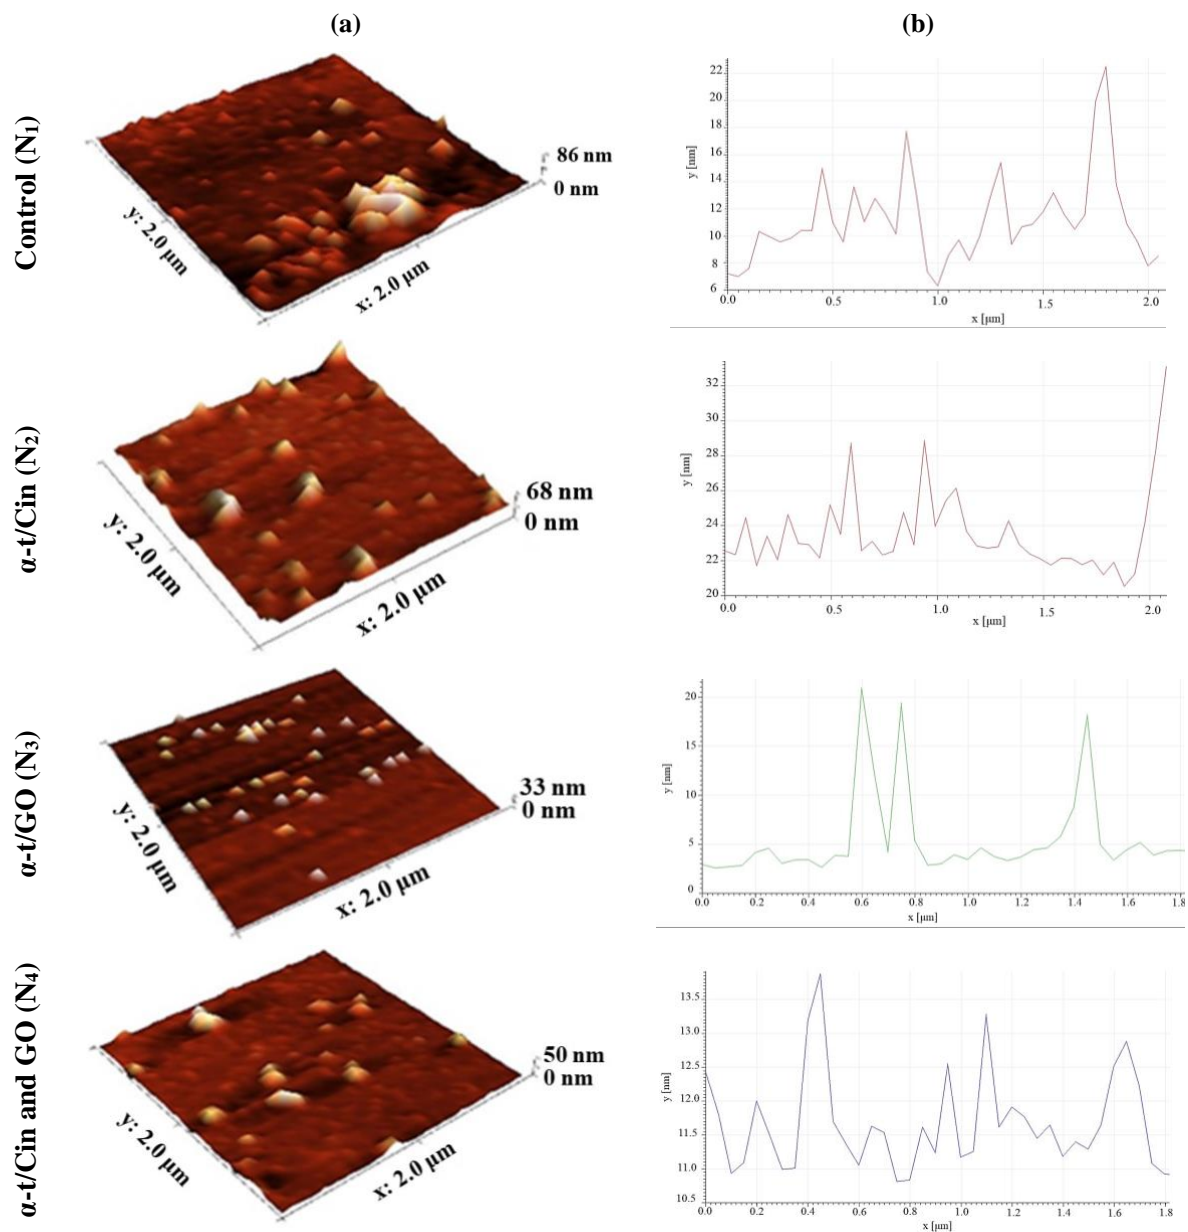 (a) (b)
Control (N₁)
86 nm
0 nm
y: 2.0 µm
x: 2.0 µm
22
20
18
16
14
12
10
8
6
y [nm]
0.0 0.5 1.0 1.5 2.0
x [µm]
α-t/Cin (N₂)
68 nm
0 nm
y: 2.0 µm
x: 2.0 µm
32
30
28
26
24
22
20
y [nm]
0.0 0.5 1.0 1.5 2.0
x [µm]
α-t/GO (N₃)
33 nm
0 nm
y: 2.0 µm
x: 2.0 µm
20
15
10
5
0
y [nm]
0.0 0.2 0.4 0.6 0.8 1.0 1.2 1.4 1.6 1.8
x [µm]
α-t/Cin and GO (N₄)
50 nm
0 nm
y: 2.0 µm
x: 2.0 µm
13.5
13.0
12.5
12.0
11.5
11.0
10.5
y [nm]
0.0 0.2 0.4 0.6 0.8 1.0 1.2 1.4 1.6 1.8
x [µm]